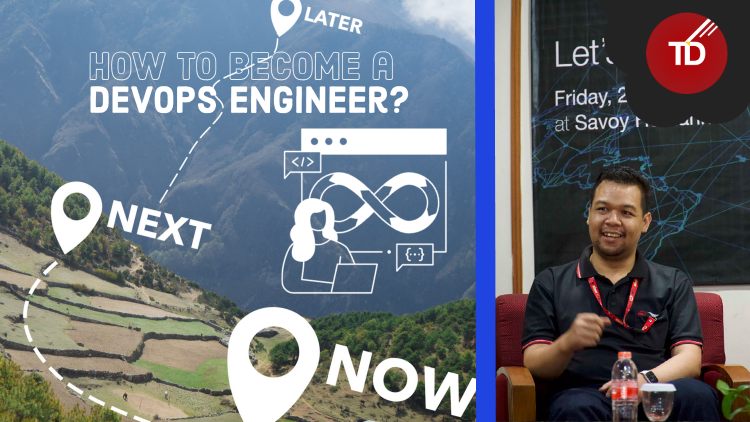 LATER
HOW TO BECOME A
DEVOPS ENGINEER?
</>
NEXT
{··}
NOW
Let's
TD
Friday, 2
at Savoy